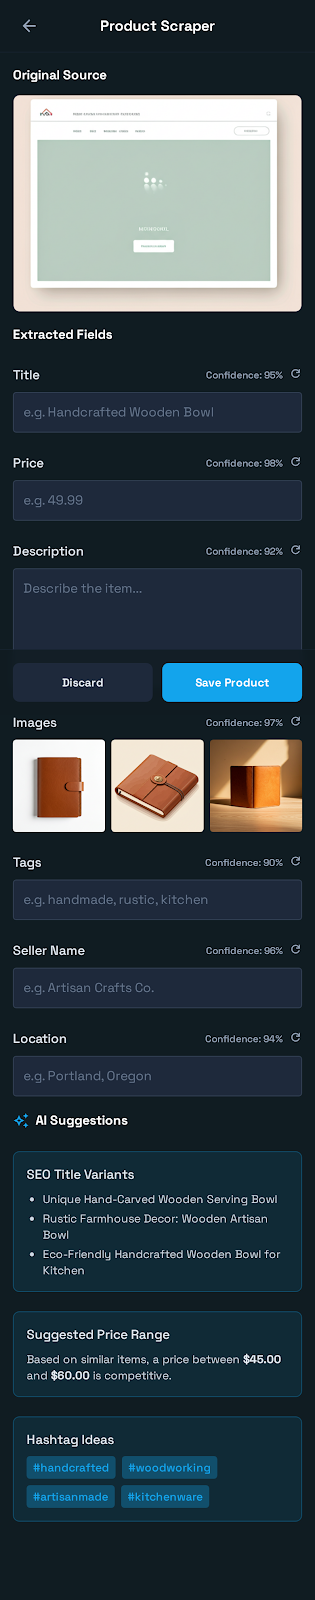 Product Scraper
Original Source
Extracted Fields
Title
Confidence: 95%
e.g. Handcrafted Wooden Bowl
Price
Confidence: 98%
e.g. 49.99
Description
Confidence: 92%
Describe the item...
Discard
Save Product
Images
Confidence: 97%
Tags
Confidence: 90%
e.g. handmade, rustic, kitchen
Seller Name
Confidence: 96%
e.g. Artisan Crafts Co.
Location
Confidence: 94%
e.g. Portland, Oregon
AI Suggestions
SEO Title Variants
• Unique Hand-Carved Wooden Serving Bowl
• Rustic Farmhouse Decor: Wooden Artisan
Bowl
• Eco-Friendly Handcrafted Wooden Bowl for
Kitchen
Suggested Price Range
Based on similar items, a price between $45.00
and $60.00 is competitive.
Hashtag Ideas
#handcrafted #woodworking
#artisanmade #kitchenware